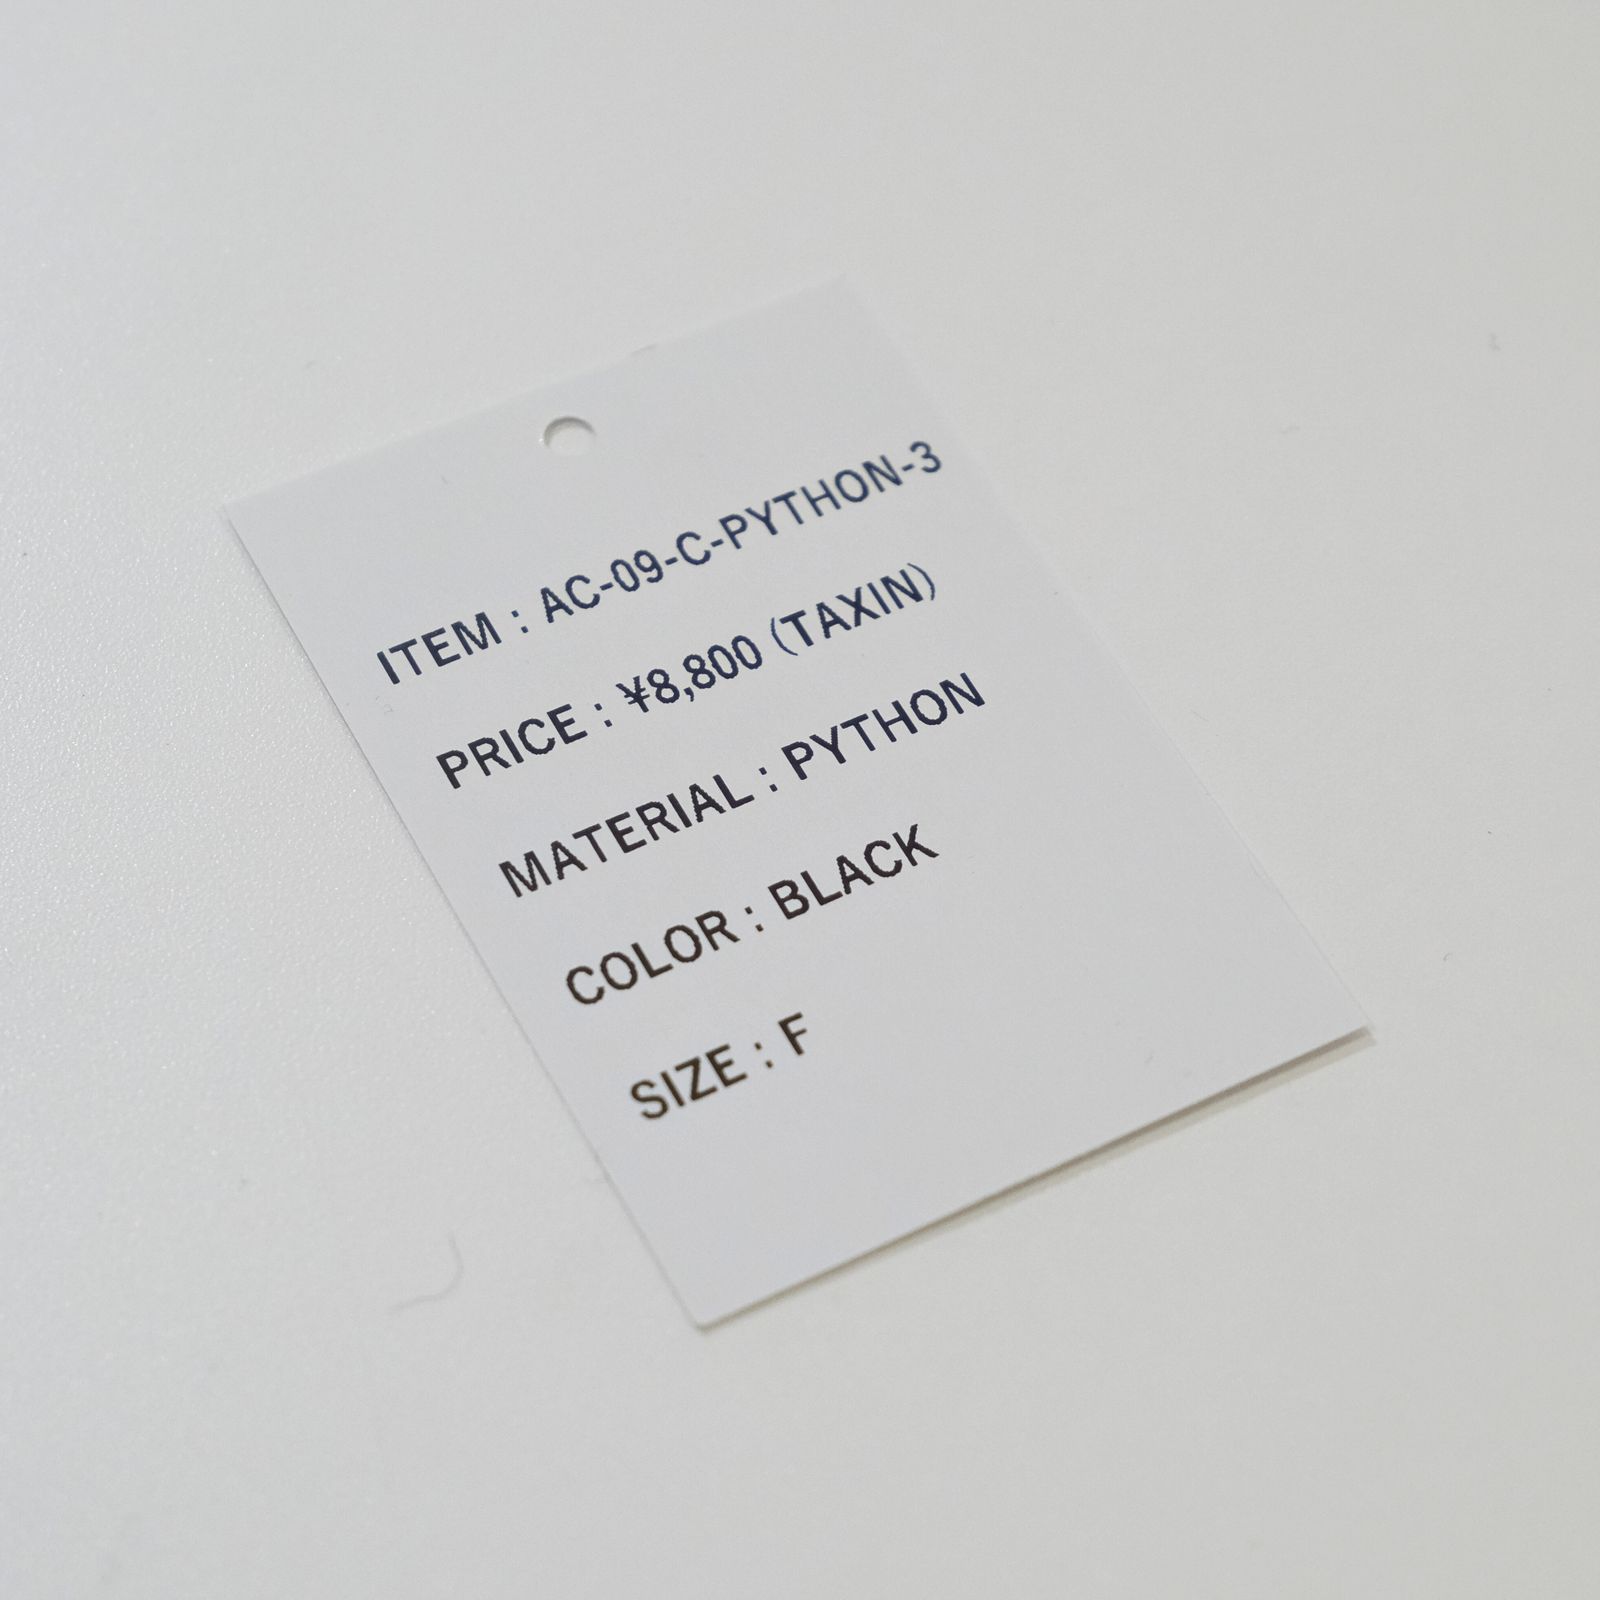 ITEM : AC-09-C-PYTHON-3
PRICE : ¥8,800 (TAXIN)
MATERIAL : PYTHON
COLOR : BLACK
SIZE : F